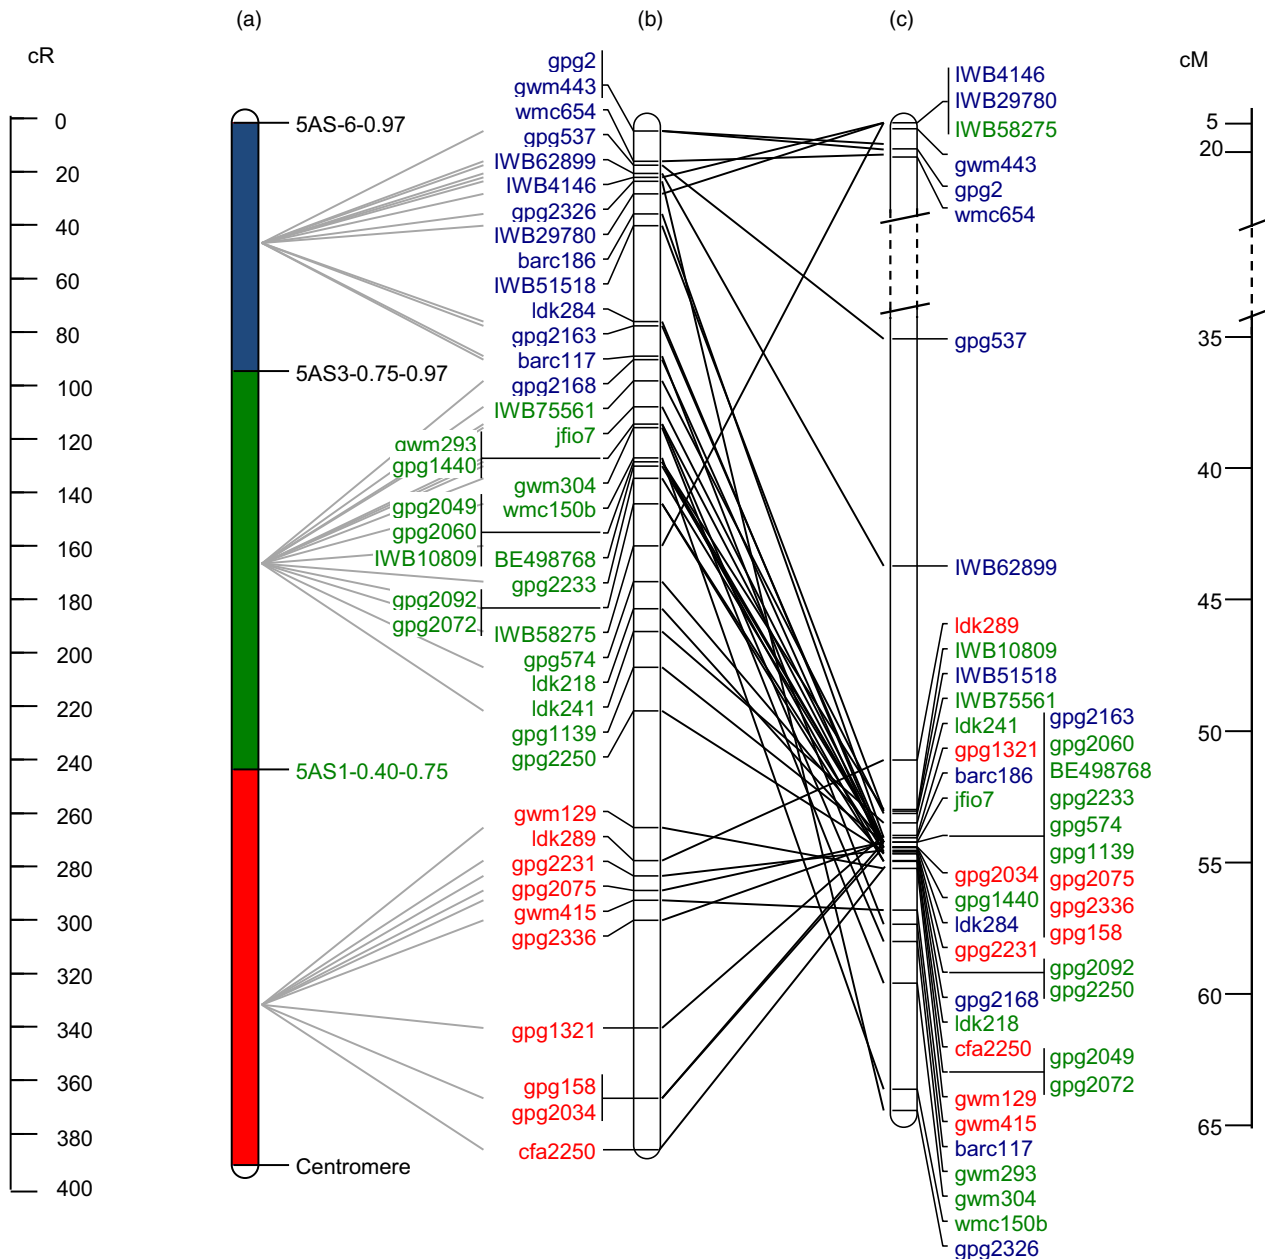 (a)
(b)
(c)
cR
cM
0
20
40
60
80
100
120
140
160
180
200
220
240
260
280
300
320
340
360
380
400
5AS-6-0.97
5AS3-0.75-0.97
5AS1-0.40-0.75
Centromere
gpg2
gwm443
wmc654
gpg537
IWB62899
IWB4146
gpg2326
IWB29780
barc186
IWB51518
ldk284
gpg2163
barc117
gpg2168
IWB75561
jfio7
gwm293
gpg1440
gwm304
wmc150b
gpg2049
gpg2060
IWB10809
BE498768
gpg2233
gpg2092
gpg2072
IWB58275
gpg574
ldk218
ldk241
gpg1139
gpg2250
gwm129
ldk289
gpg2231
gpg2075
gwm415
gpg2336
gpg1321
gpg158
gpg2034
cfa2250
IWB4146
IWB29780
IWB58275
gwm443
gpg2
wmc654
gpg537
IWB62899
ldk289
IWB10809
IWB51518
IWB75561
ldk241
gpg1321
barc186
jfio7
gpg2163
gpg2060
BE498768
gpg2233
gpg574
gpg1139
gpg2075
gpg2336
gpg158
gpg2034
gpg1440
ldk284
gpg2231
gpg2092
gpg2250
gpg2168
ldk218
cfa2250
gpg2049
gpg2072
gwm129
gwm415
barc117
gwm293
gwm304
wmc150b
gpg2326
5
20
35
40
45
50
55
60
65